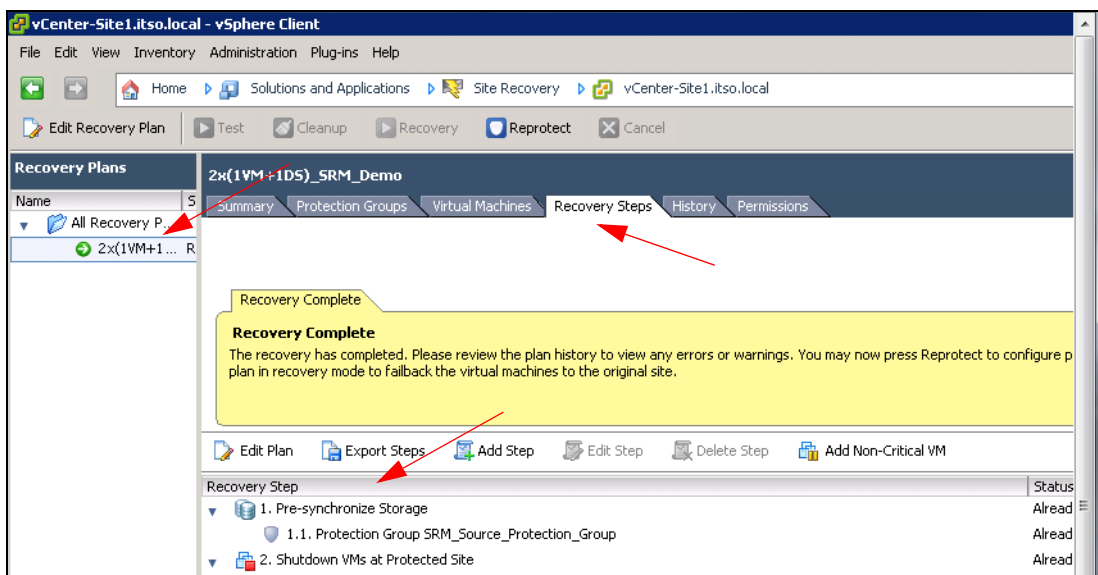 vCenter-Site1.itso.local - vSphere Client
File Edit View Inventory Administration Plug-ins Help
Home Solutions and Applications Site Recovery vCenter-Site1.itso.local
Edit Recovery Plan Test Cleanup Recovery Reprotect Cancel
Recovery Plans
Name S
All Recovery P...
2x(1VM+1... R
2x(1VM+1DS)_SRM_Demo
Summary Protection Groups Virtual Machines Recovery Steps History Permissions
Recovery Complete
Recovery Complete
The recovery has completed. Please review the plan history to view any errors or warnings. You may now press Reprotect to configure p
plan in recovery mode to failback the virtual machines to the original site.
Edit Plan Export Steps Add Step Edit Step Delete Step Add Non-Critical VM
Recovery Step Status
1. Pre-synchronize Storage Alread
1.1. Protection Group SRM_Source_Protection_Group Alread
2. Shutdown VMs at Protected Site Alread